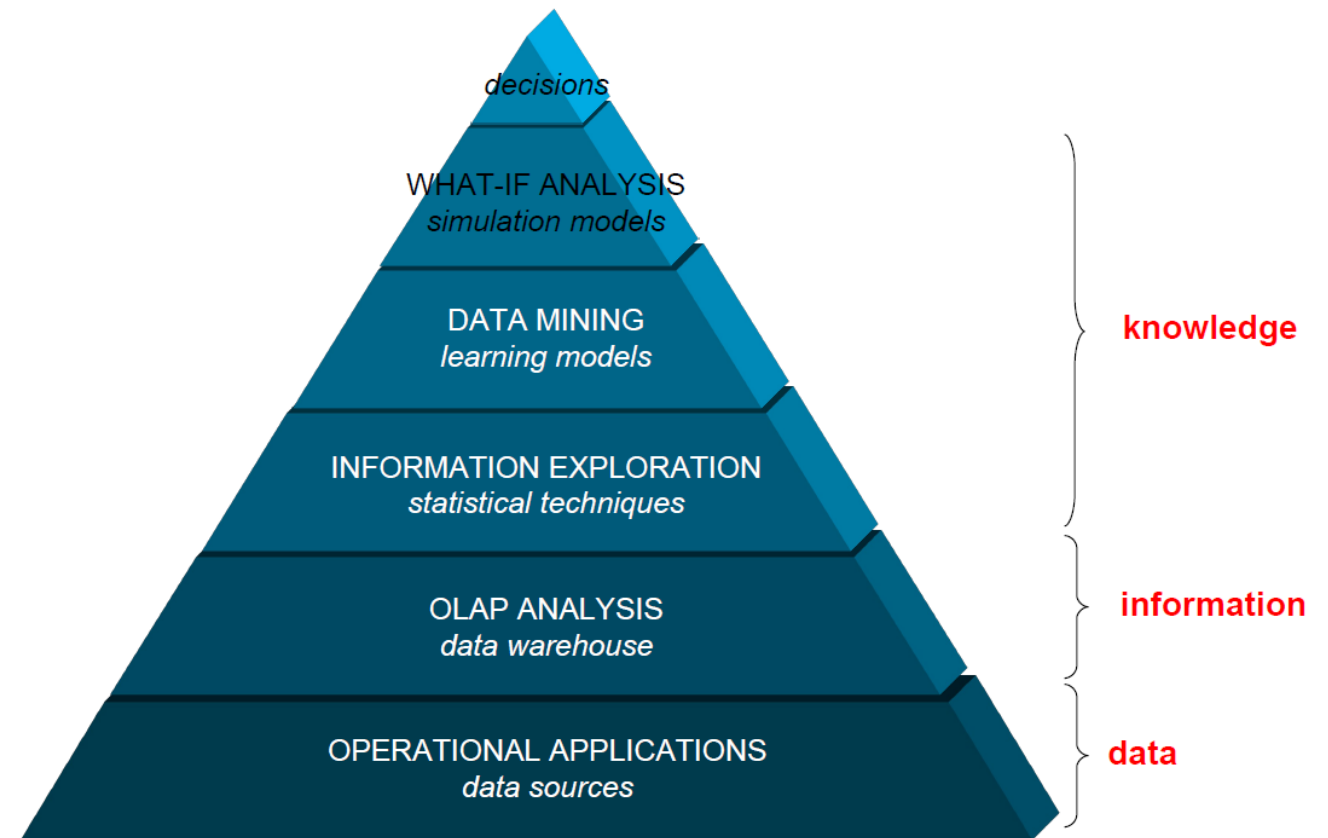 decisions
WHAT-IF ANALYSIS
simulation models
DATA MINING
learning models
knowledge
INFORMATION EXPLORATION
statistical techniques
OLAP ANALYSIS
data warehouse
information
OPERATIONAL APPLICATIONS
data sources
data